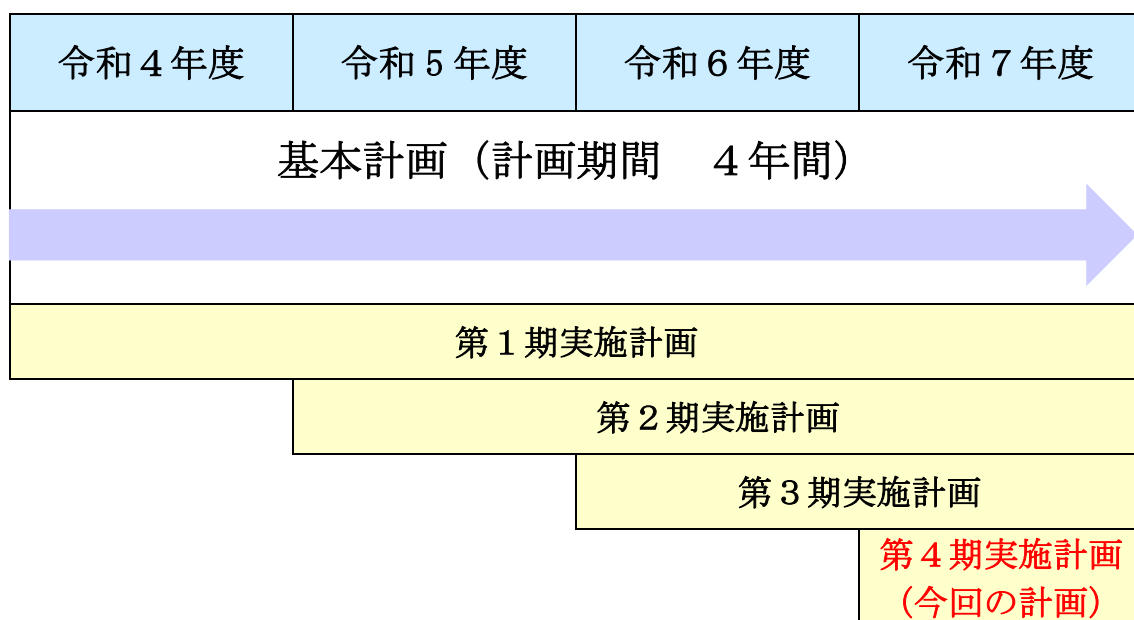 令和４年度
令和５年度
令和６年度
令和７年度
基本計画（計画期間　４年間）
第１期実施計画
第２期実施計画
第３期実施計画
第４期実施計画
（今回の計画）